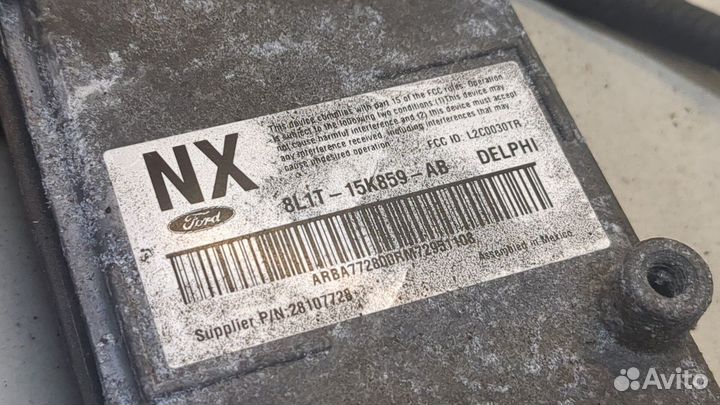 NX
Ford
This device complies with part 15 of the FCC rules. Operation
is subject to the following two conditions (1)This device may
not cause harmful interference and (2) this device must accept
any interference received, including interference that may
cause undesired operation.
FCC ID: L2C0030TR
8L1T-15K859-AB
DELPHI
Assembled in Mexico
Supplier P/N:28107728
Avito